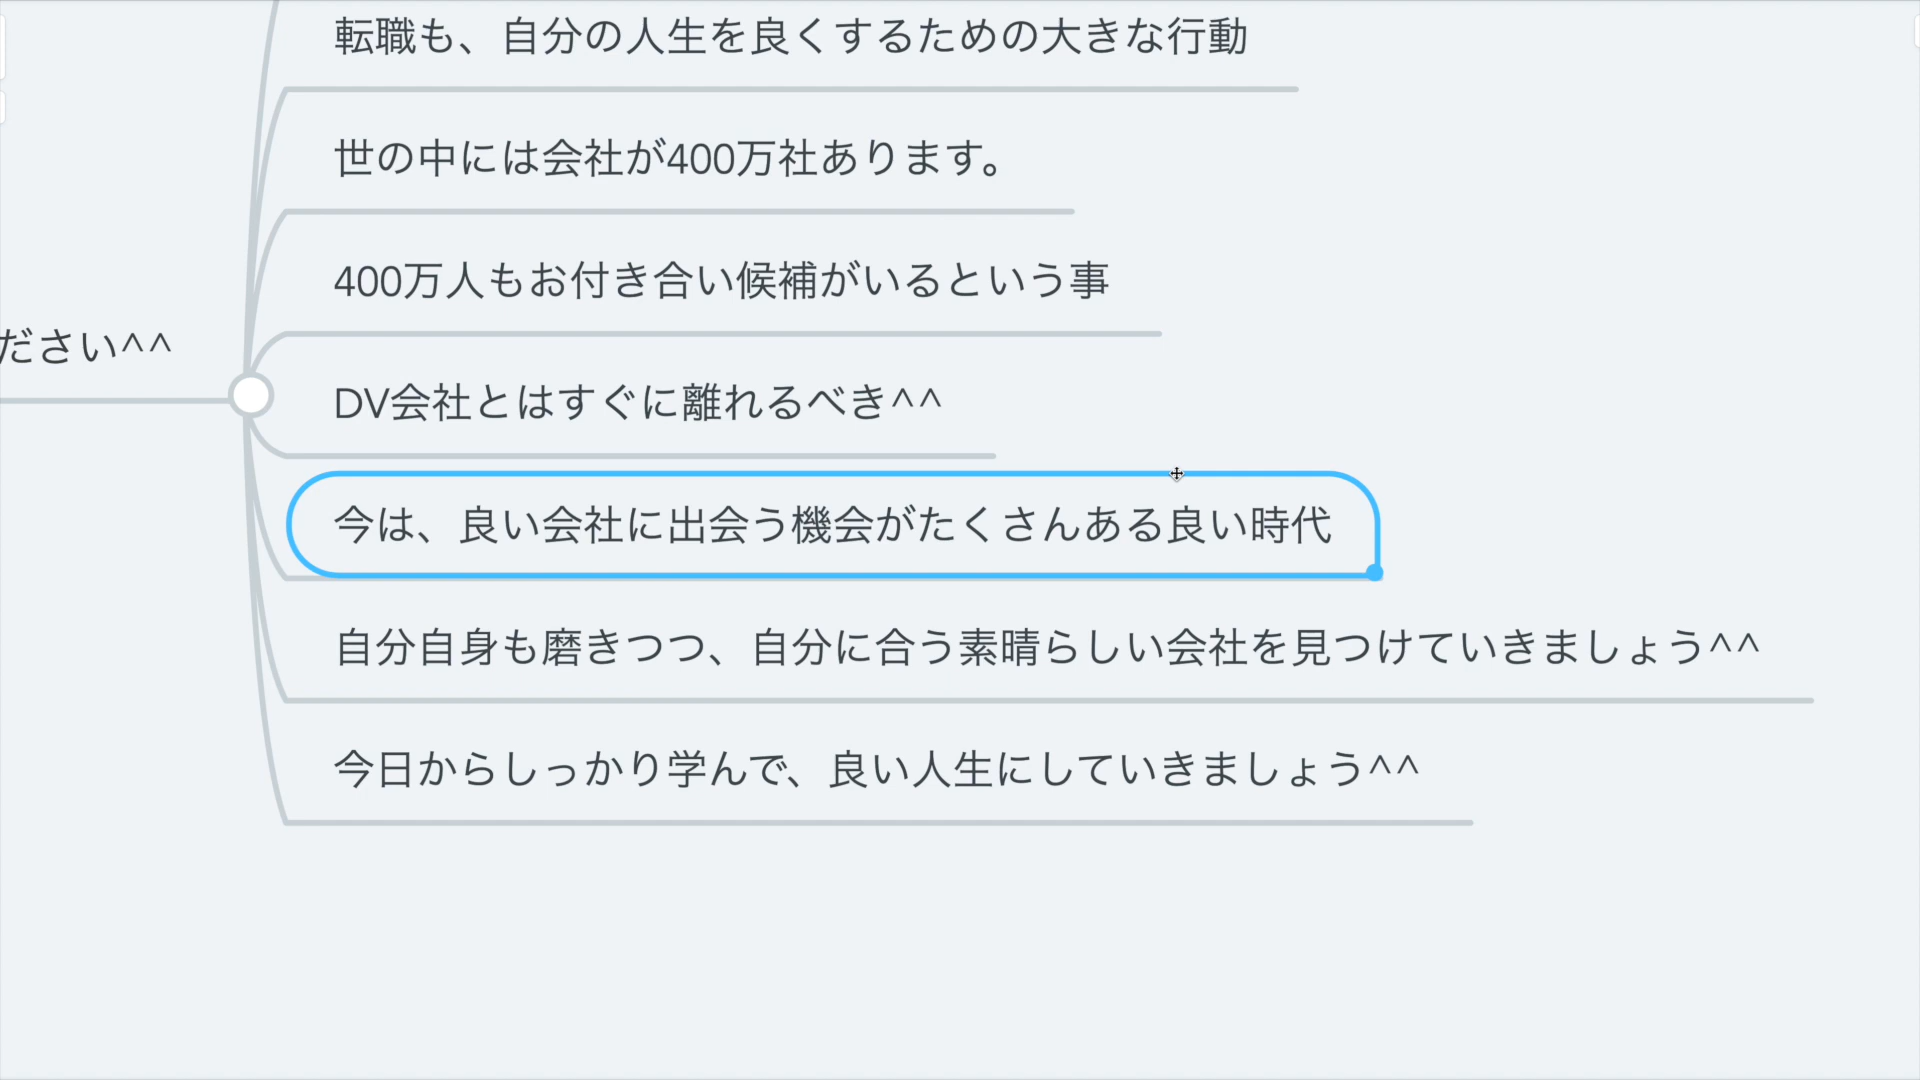 転職も、自分の人生を良くするための大きな行動
世の中には会社が400万社あります。
400万人もお付き合い候補がいるという事
ださい^^
DV会社とはすぐに離れるべき^^
今は、良い会社に出会う機会がたくさんある良い時代
自分自身も磨きつつ、自分に合う素晴らしい会社を見つけていきましょう^^
今日からしっかり学んで、良い人生にしていきましょう^^